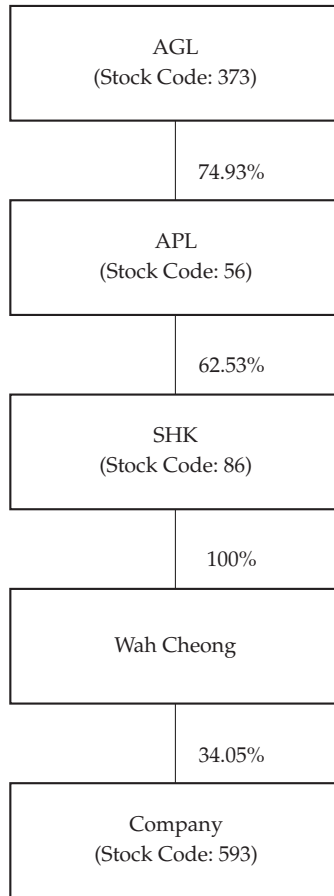 AGL
(Stock Code: 373)
74.93%
APL
(Stock Code: 56)
62.53%
SHK
(Stock Code: 86)
100%
Wah Cheong
34.05%
Company
(Stock Code: 593)